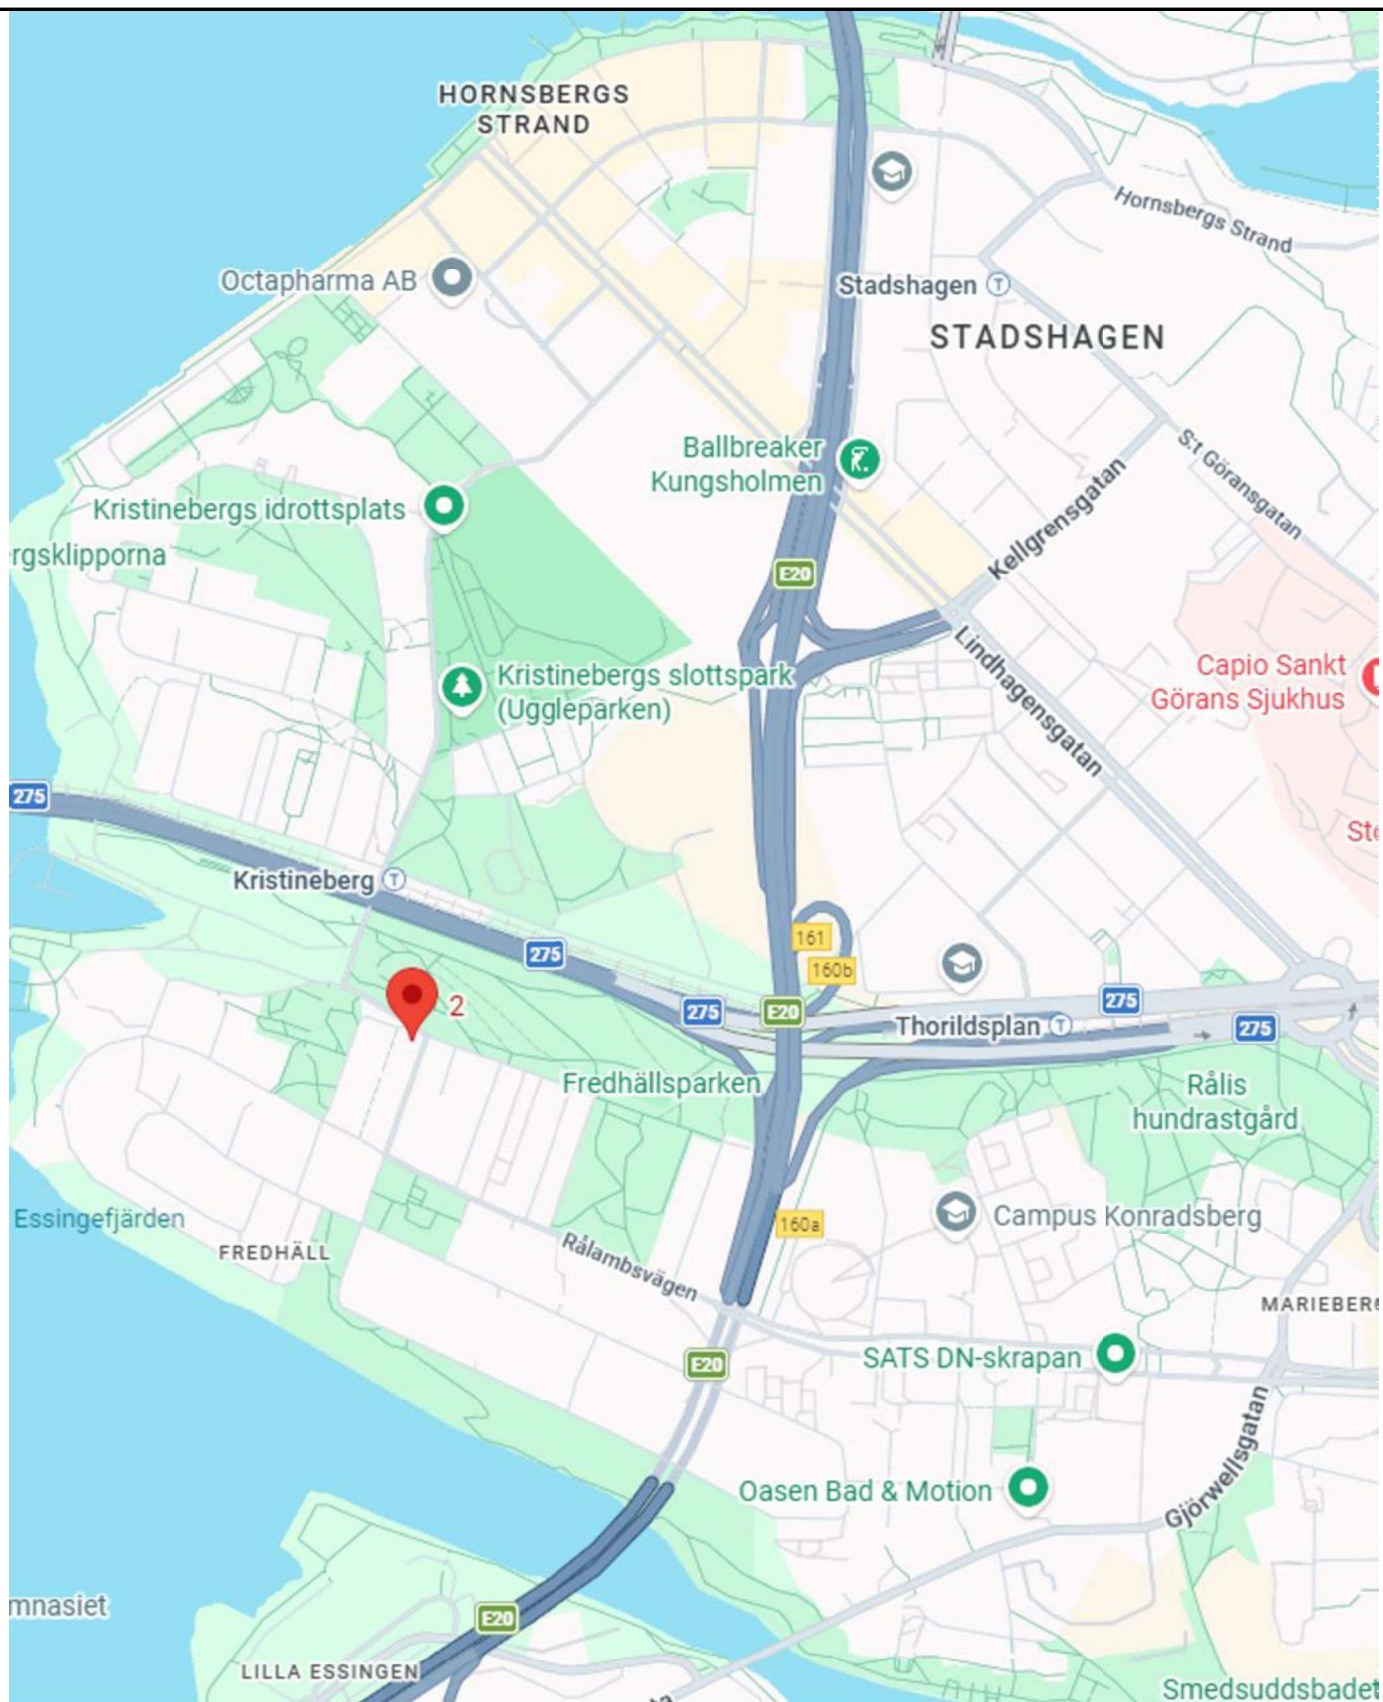 HORNSBERGS
STRAND
Hornsbergs Strand
Octapharma AB
Stadshagen T
STADSHAGEN
Ballbreaker
Kungsholmen
S:t Göransgatan
Kellgrensgatan
Kristinebergs idrottsplats
rgsklipporna
E20
Lindhagensgatan
Capio Sankt
Görans Sjukhus
Kristinebergs slottspark
(Uggleparken)
275
Kristineberg T
161
275
160b
2
275
E20
Thorildsplan T
275
275
Fredhällsparken
Rålis
hundrastgård
Essingefjärden
FREDHÄLL
160a
Campus Konradsberg
Rålambsvägen
E20
SATS DN-skrapan
Gjörwellsgatan
Oasen Bad & Motion
mnasiet
E20
LILLA ESSINGEN
Smedsuddsbadet